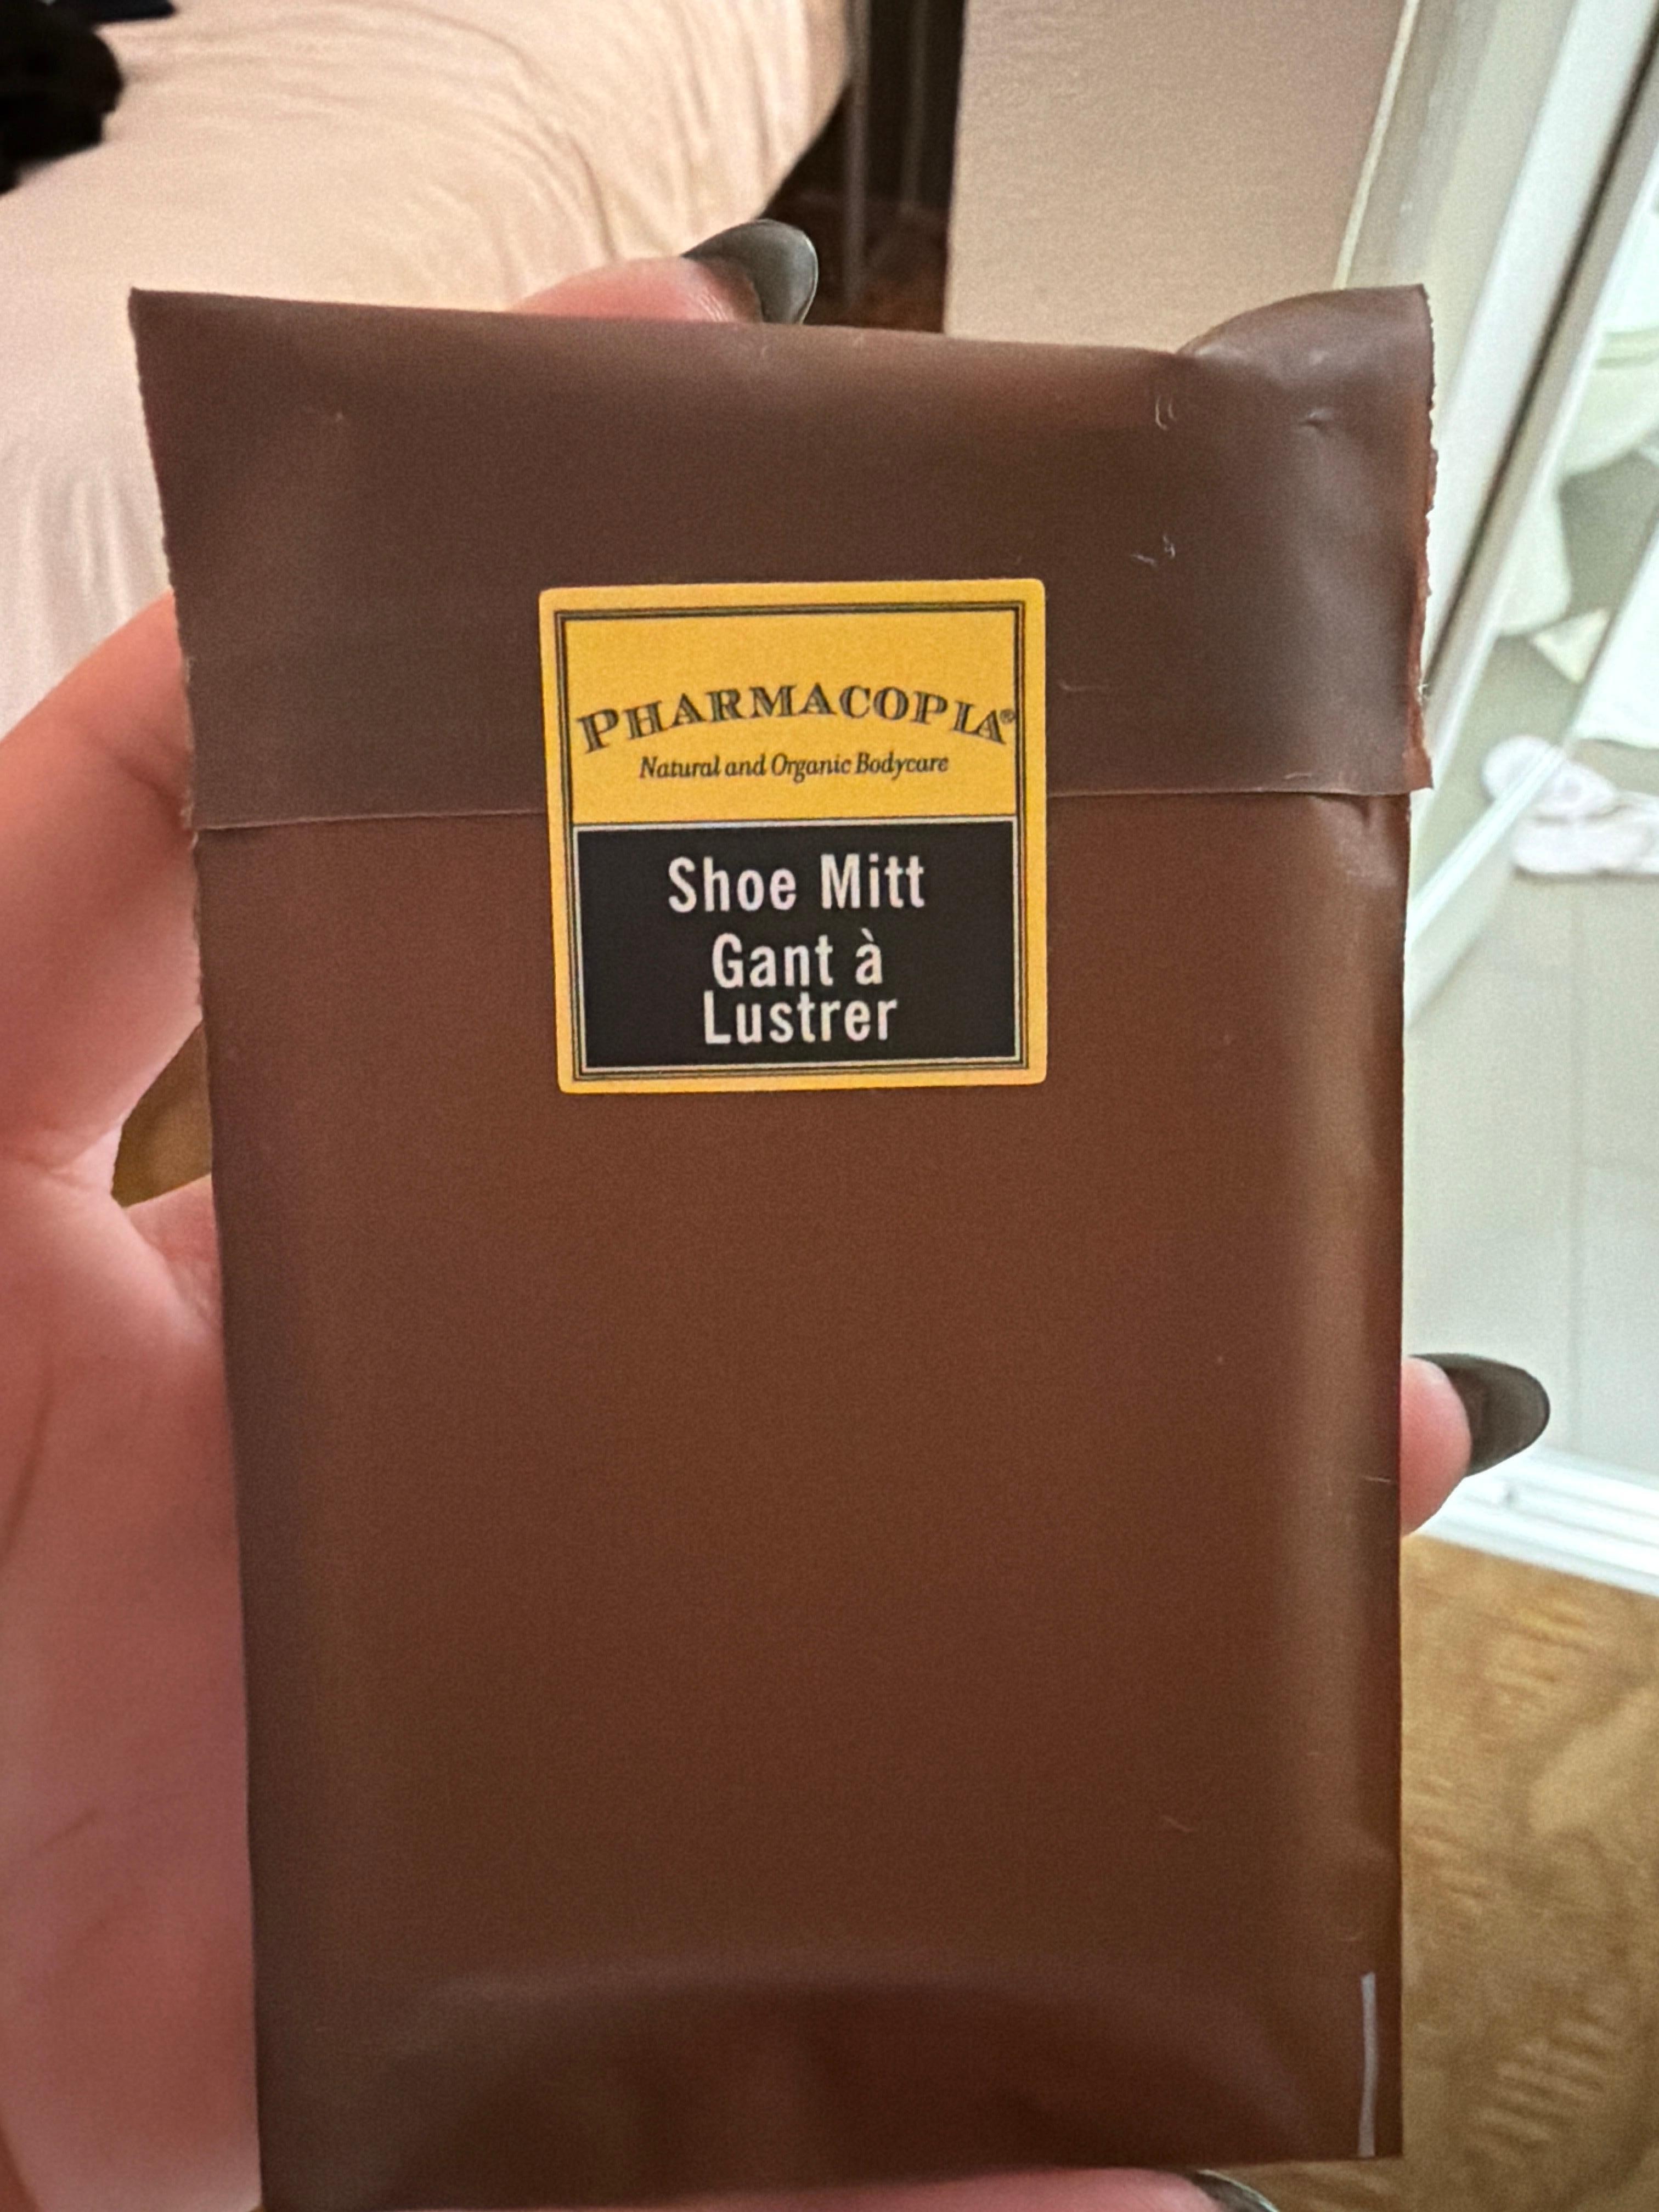 PHARMACOPIA®
Natural and Organic Bodycare
Shoe Mitt
Gant à
Lustrer